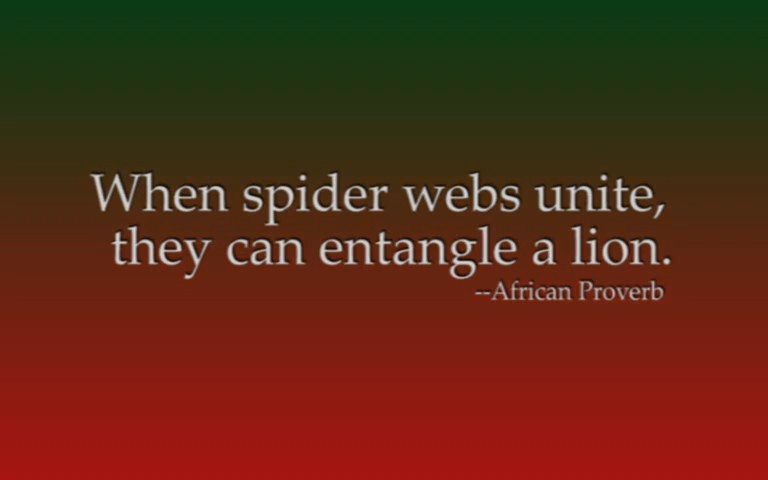 When spider webs unite,
they can entangle a lion.
--African Proverb